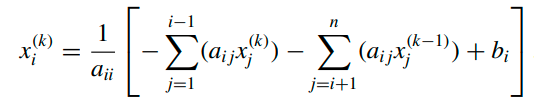 x_i^{(k)} = \frac{1}{a_{ii}} \left[ -\sum_{j=1}^{i-1} (a_{ij} x_j^{(k)}) - \sum_{j=i+1}^{n} (a_{ij} x_j^{(k-1)}) + b_i \right]